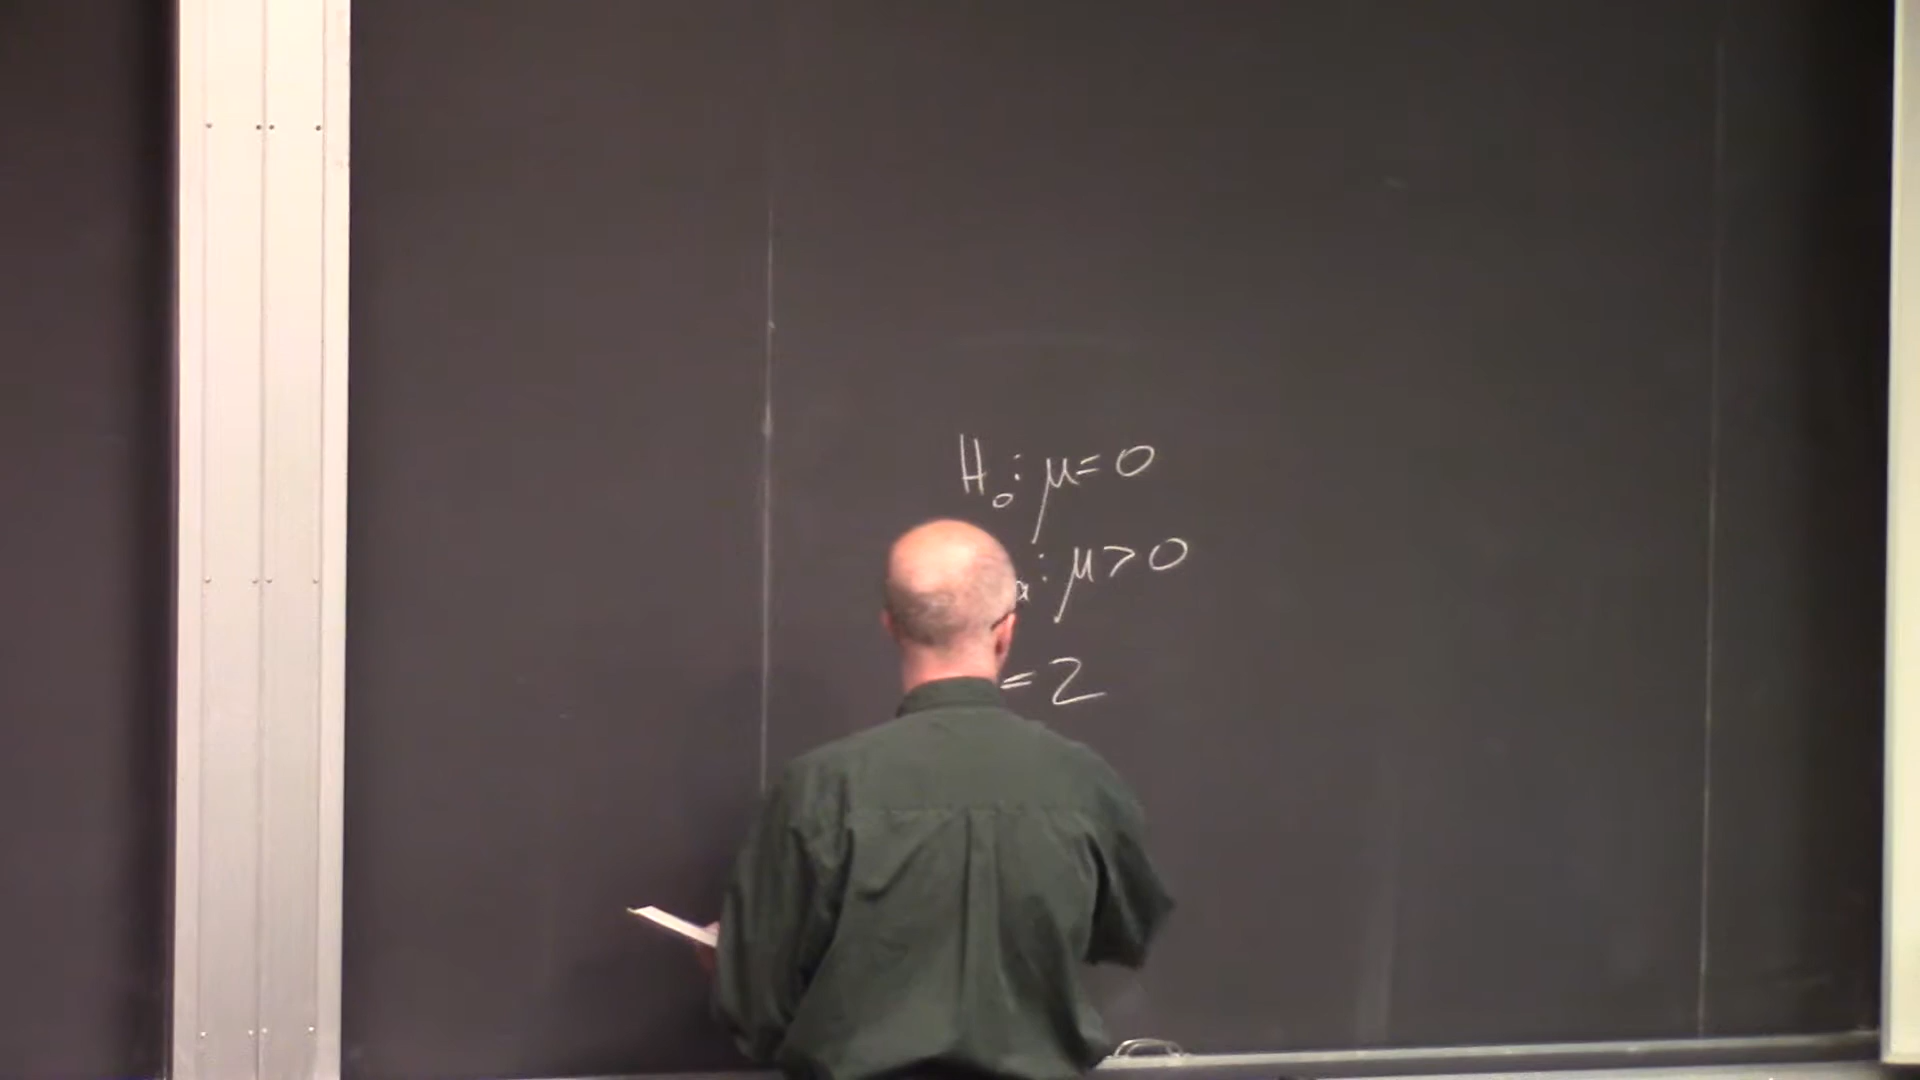 H₀: μ = 0
a: μ > 0
= 2